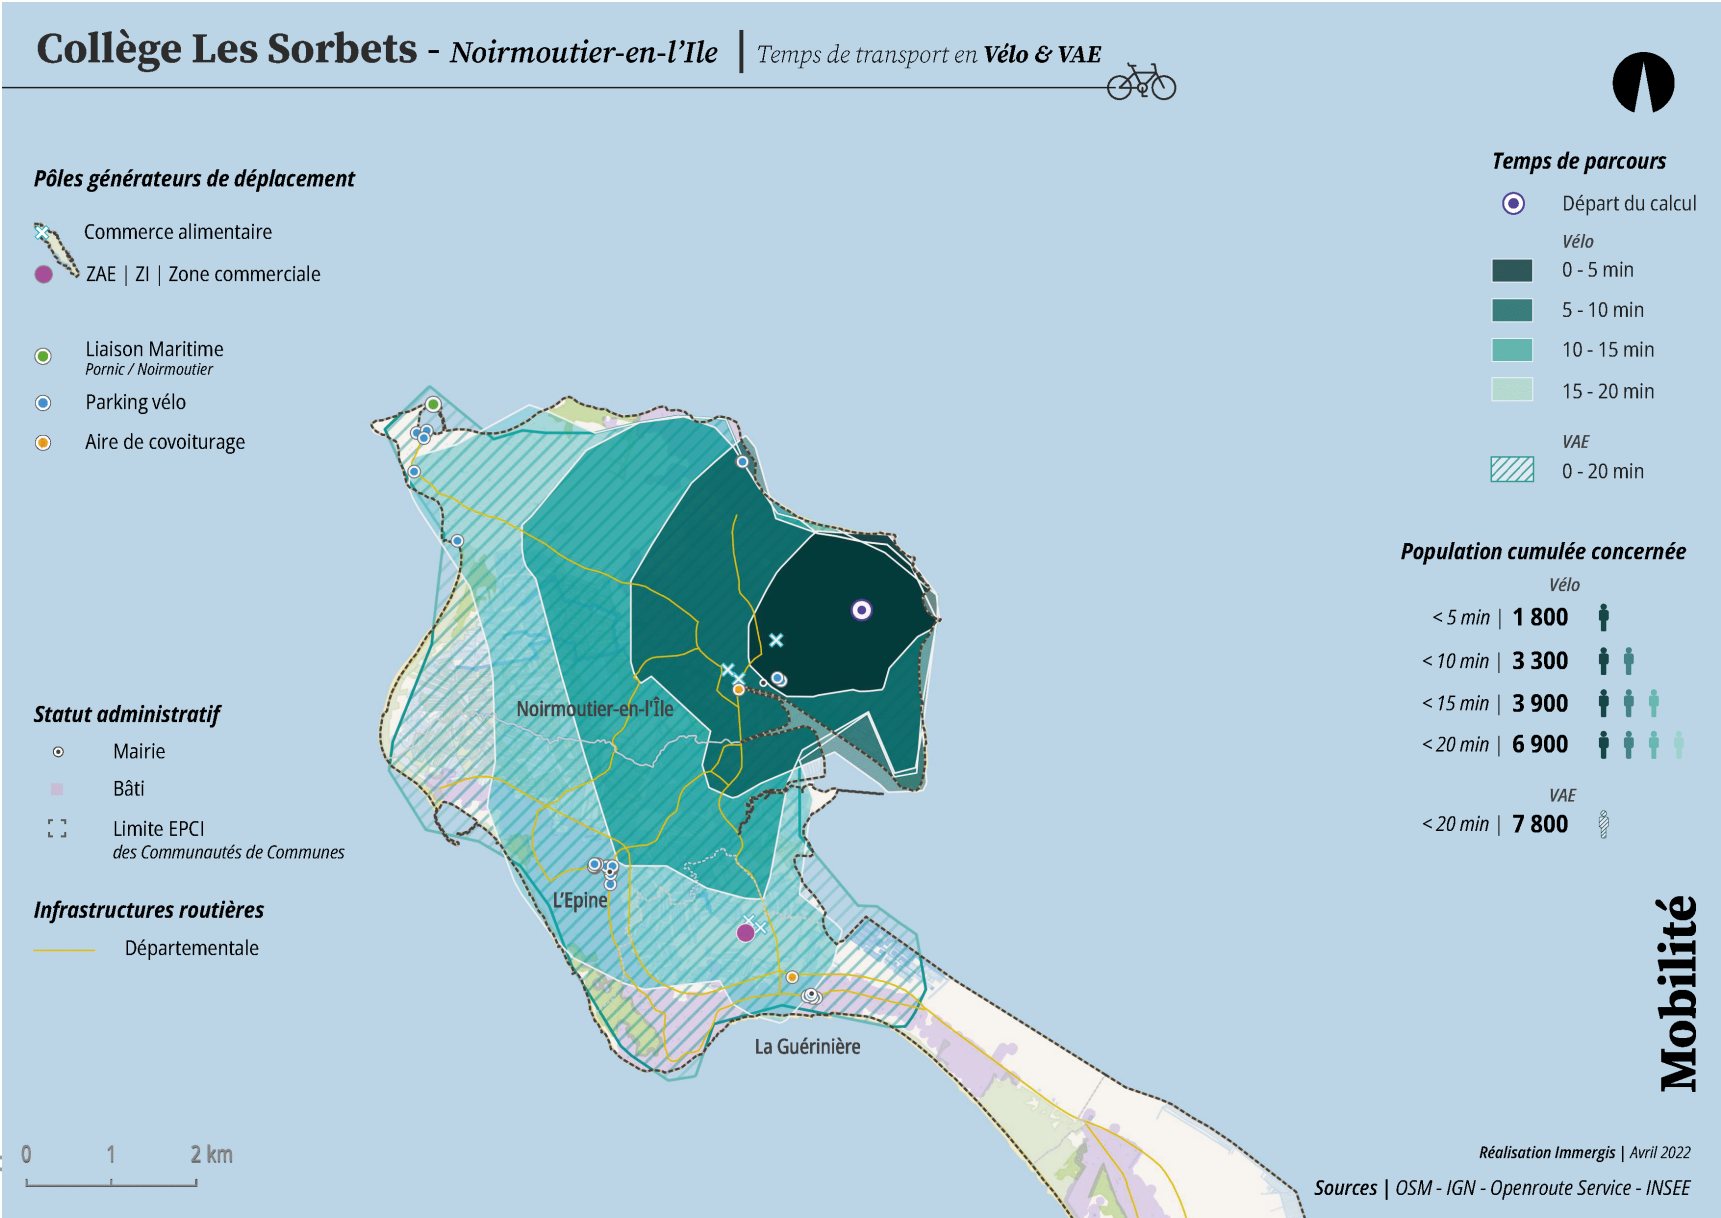 Collège Les Sorbets - Noirmoutier-en-l'Ile | Temps de transport en Vélo & VAE
Pôles générateurs de déplacement
Commerce alimentaire
ZAE | ZI | Zone commerciale
Liaison Maritime
Pornic / Noirmoutier
Parking vélo
Aire de covoiturage
Statut administratif
Mairie
Bâti
Limite EPCI
des Communautés de Communes
Infrastructures routières
Départementale
0 1 2 km
Noirmoutier-en-l'Île
L'Epine
La Guérinière
Temps de parcours
Départ du calcul
Vélo
0 - 5 min
5 - 10 min
10 - 15 min
15 - 20 min
VAE
0 - 20 min
Population cumulée concernée
Vélo
< 5 min | 1 800
< 10 min | 3 300
< 15 min | 3 900
< 20 min | 6 900
VAE
< 20 min | 7 800
Mobilité
Réalisation Immergis | Avril 2022
Sources | OSM - IGN - Openroute Service - INSEE